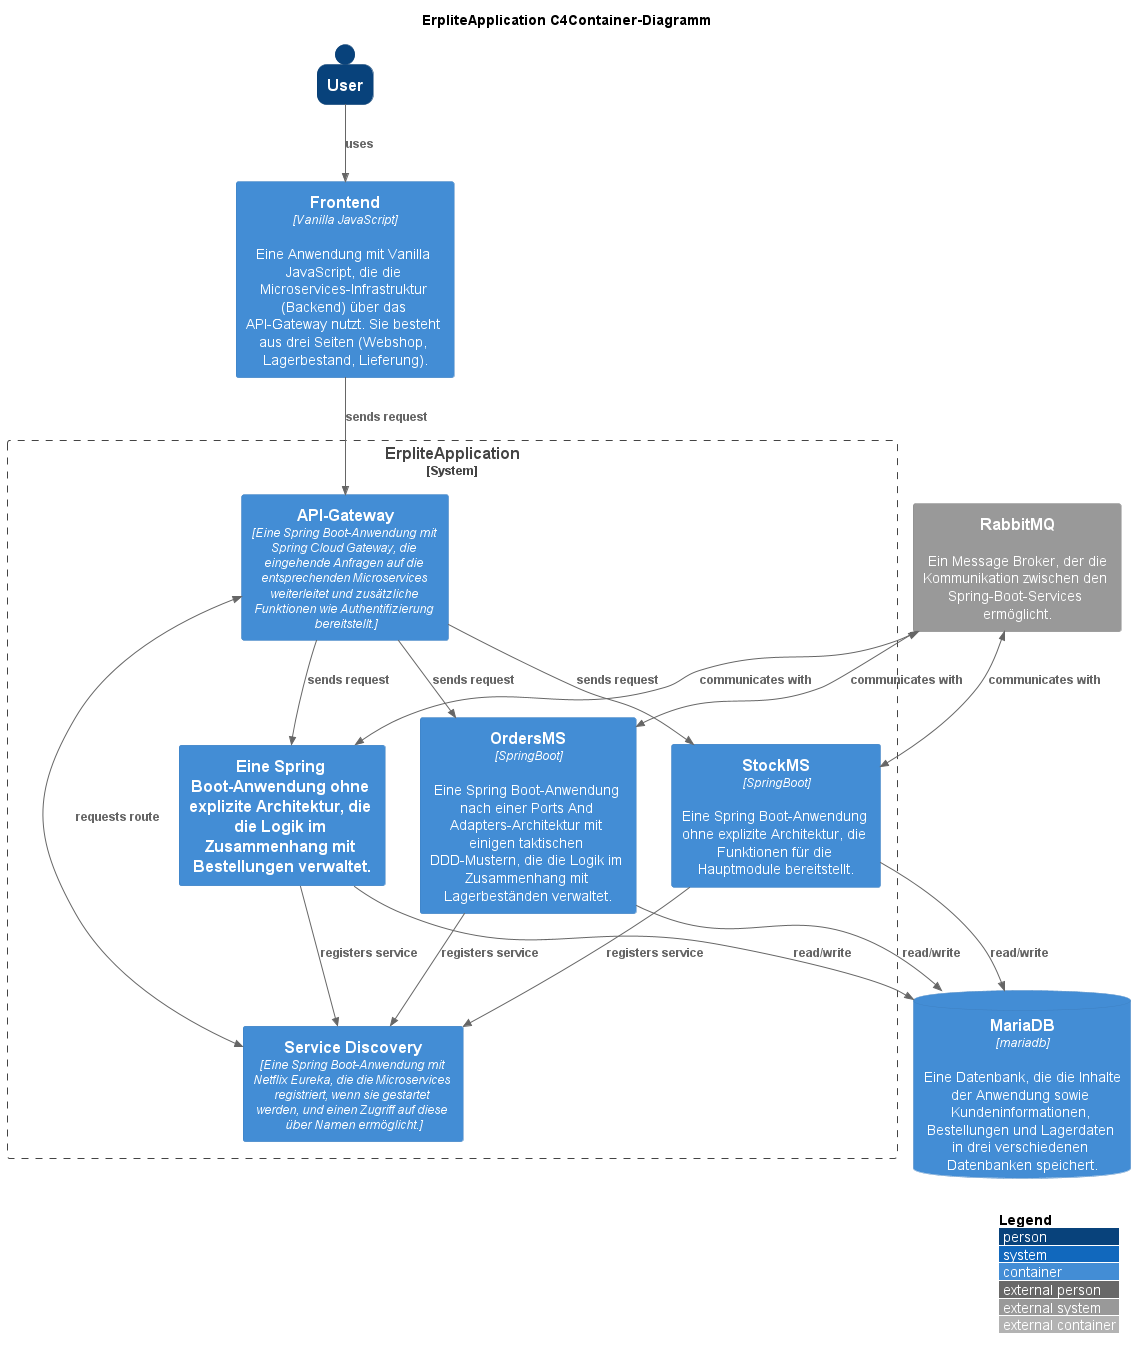 ErpliteApplication C4Container-Diagramm
User
uses
Frontend
[Vanilla JavaScript]
Eine Anwendung mit Vanilla
JavaScript, die die
Microservices-Infrastruktur
(Backend) über das
API-Gateway nutzt. Sie besteht
aus drei Seiten (Webshop,
Lagerbestand, Lieferung).
sends request
ErpliteApplication
[System]
API-Gateway
[Eine Spring Boot-Anwendung mit
Spring Cloud Gateway, die
eingehende Anfragen auf die
entsprechenden Microservices
weiterleitet und zusätzliche
Funktionen wie Authentifizierung
bereitstellt.]
RabbitMQ
Ein Message Broker, der die
Kommunikation zwischen den
Spring-Boot-Services
ermöglicht.
sends request
sends request
sends request
communicates with
communicates with
communicates with
Eine Spring
Boot-Anwendung ohne
explizite Architektur, die
die Logik im
Zusammenhang mit
Bestellungen verwaltet.
OrdersMS
[SpringBoot]
Eine Spring Boot-Anwendung
nach einer Ports And
Adapters-Architektur mit
einigen taktischen
DDD-Mustern, die die Logik im
Zusammenhang mit
Lagerbeständen verwaltet.
StockMS
[SpringBoot]
Eine Spring Boot-Anwendung
ohne explizite Architektur, die
Funktionen für die
Hauptmodule bereitstellt.
requests route
registers service
registers service
registers service
read/write
read/write
read/write
Service Discovery
[Eine Spring Boot-Anwendung mit
Netflix Eureka, die die Microservices
registriert, wenn sie gestartet
werden, und einen Zugriff auf diese
über Namen ermöglicht.]
MariaDB
[mariadb]
Eine Datenbank, die die Inhalte
der Anwendung sowie
Kundeninformationen,
Bestellungen und Lagerdaten
in drei verschiedenen
Datenbanken speichert.
Legend
person
system
container
external person
external system
external container